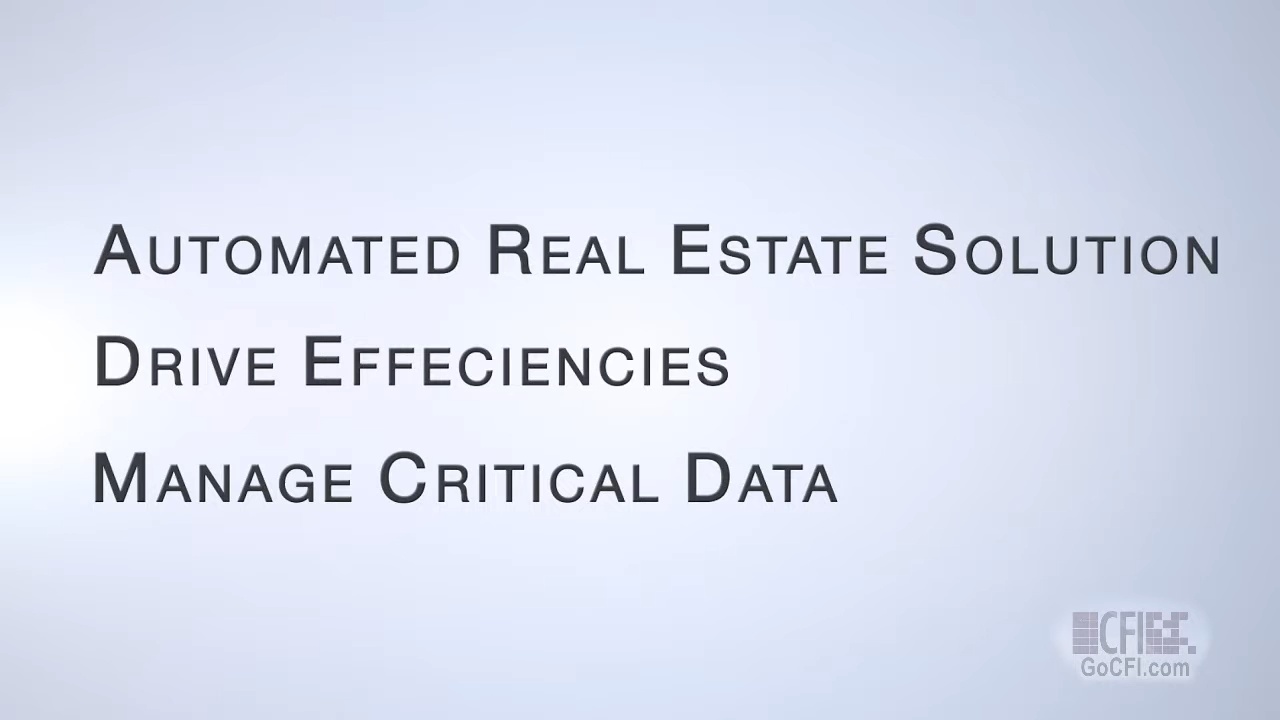 Automated Real Estate Solution
Drive Effeciencies
Manage Critical Data
CFI
GoCFI.com